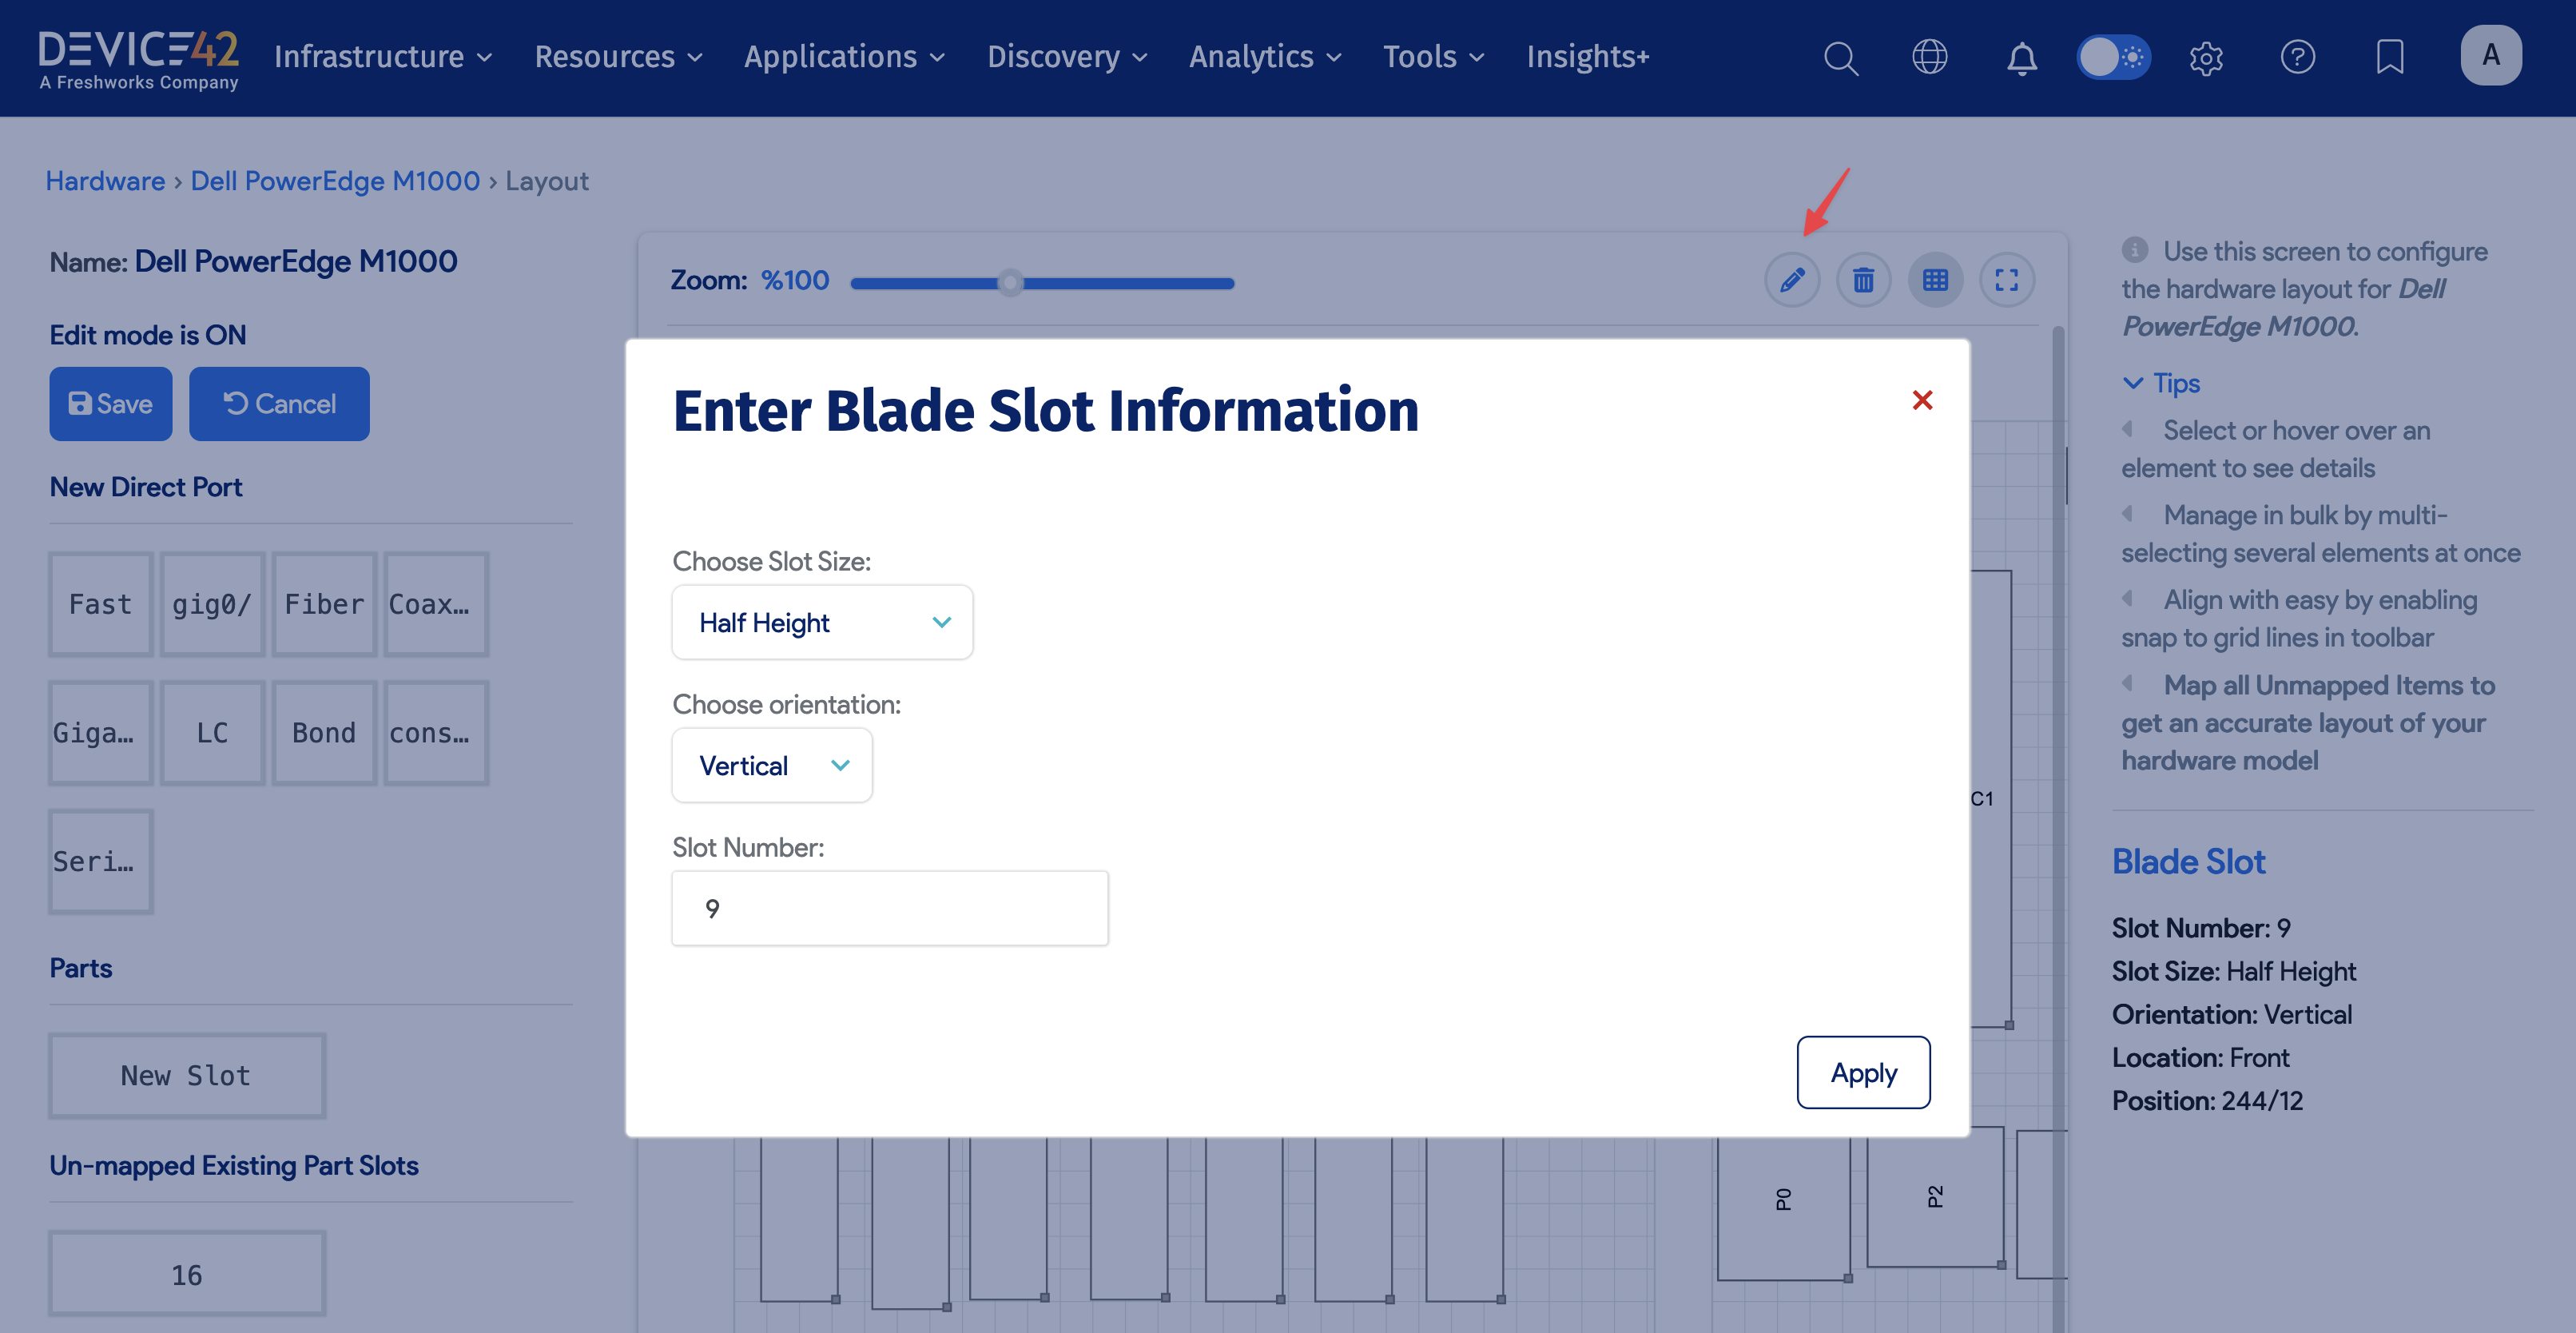 DEVICE42
A Freshworks Company
Infrastructure
Resources
Applications
Discovery
Analytics
Tools
Insights+
A
Hardware › Dell PowerEdge M1000 › Layout
Name: Dell PowerEdge M1000
Edit mode is ON
Save
Cancel
New Direct Port
Fast
gig0/
Fiber
Coax...
Giga...
LC
Bond
cons...
Seri...
Parts
New Slot
Un-mapped Existing Part Slots
16
Zoom: %100
Enter Blade Slot Information
Choose Slot Size:
Half Height
Choose orientation:
Vertical
Slot Number:
9
Apply
C1
P0
P2
Use this screen to configure
the hardware layout for Dell
PowerEdge M1000.
Tips
Select or hover over an
element to see details
Manage in bulk by multi-
selecting several elements at once
Align with easy by enabling
snap to grid lines in toolbar
Map all Unmapped Items to
get an accurate layout of your
hardware model
Blade Slot
Slot Number: 9
Slot Size: Half Height
Orientation: Vertical
Location: Front
Position: 244/12